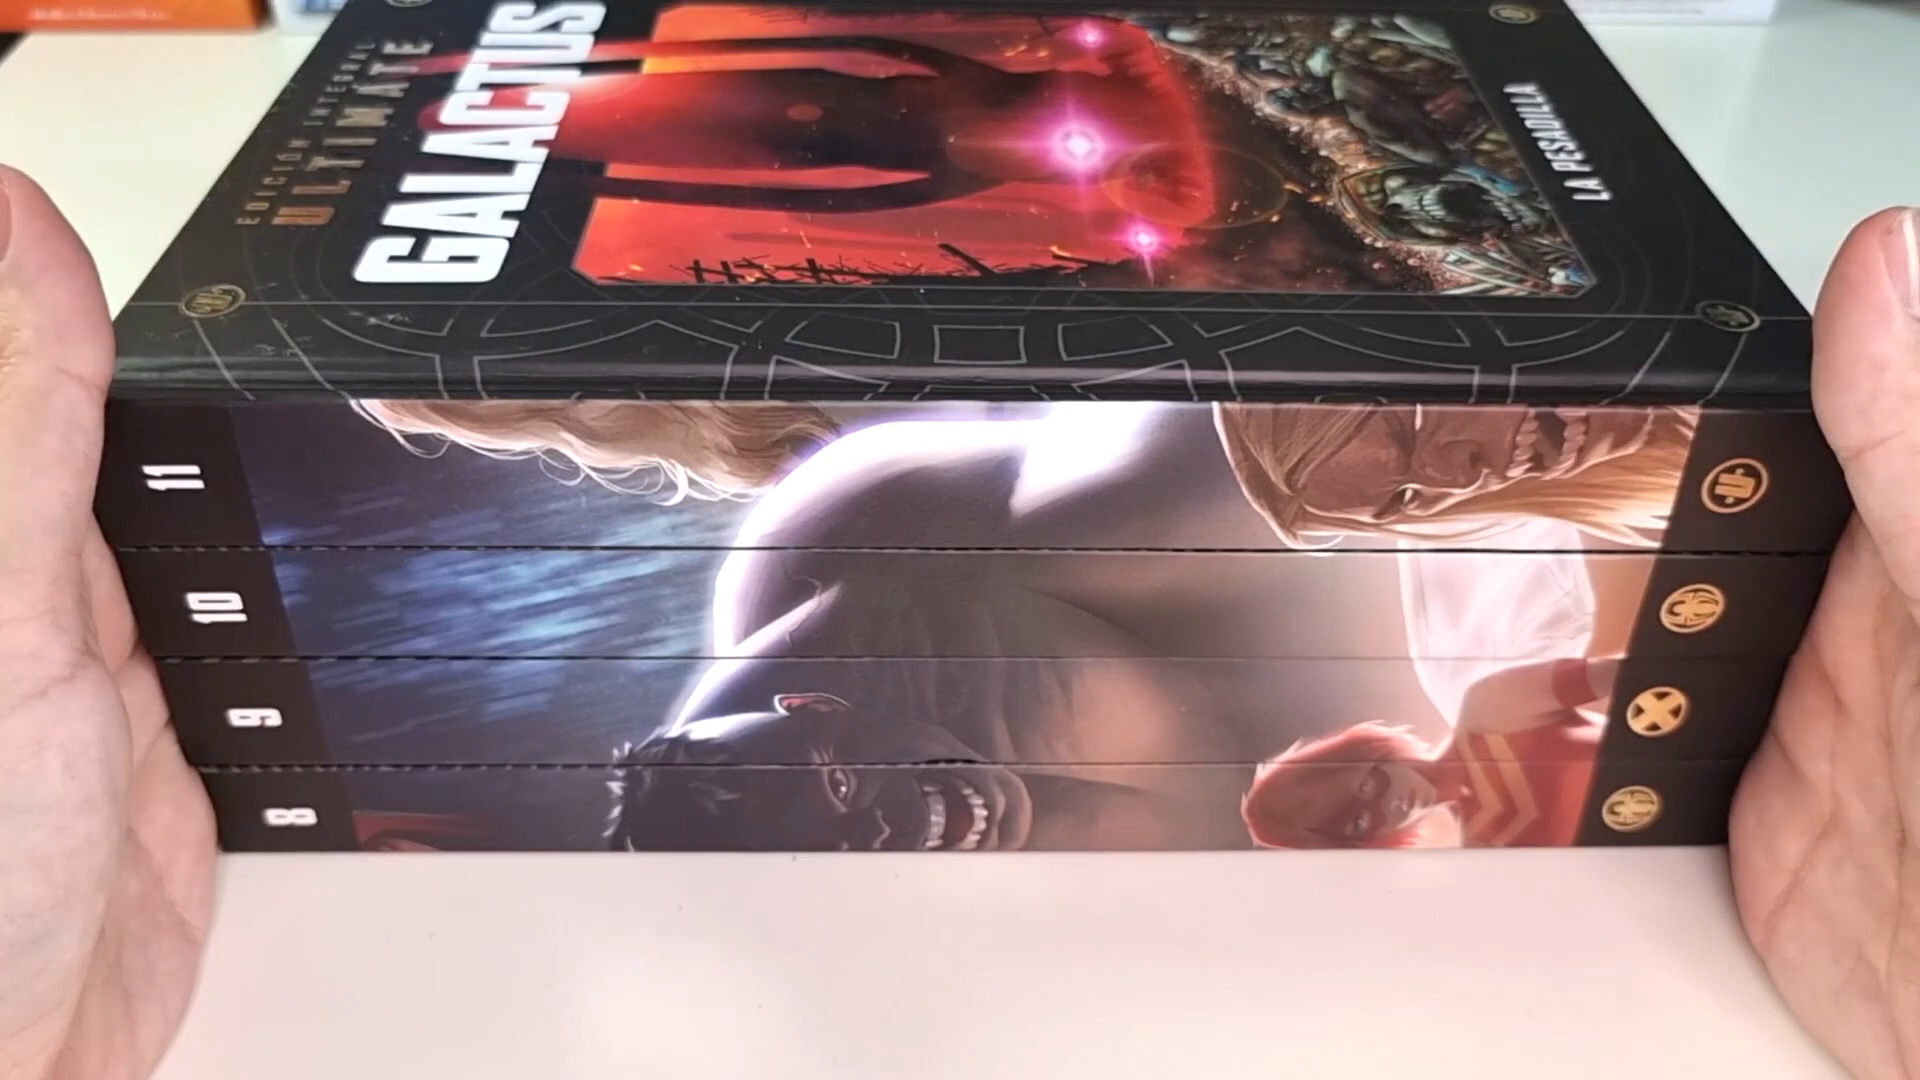 EDICIÓN INTEGRAL
ULTIMATE
GALACTUS
LA PESADILLA
11
10
9
8